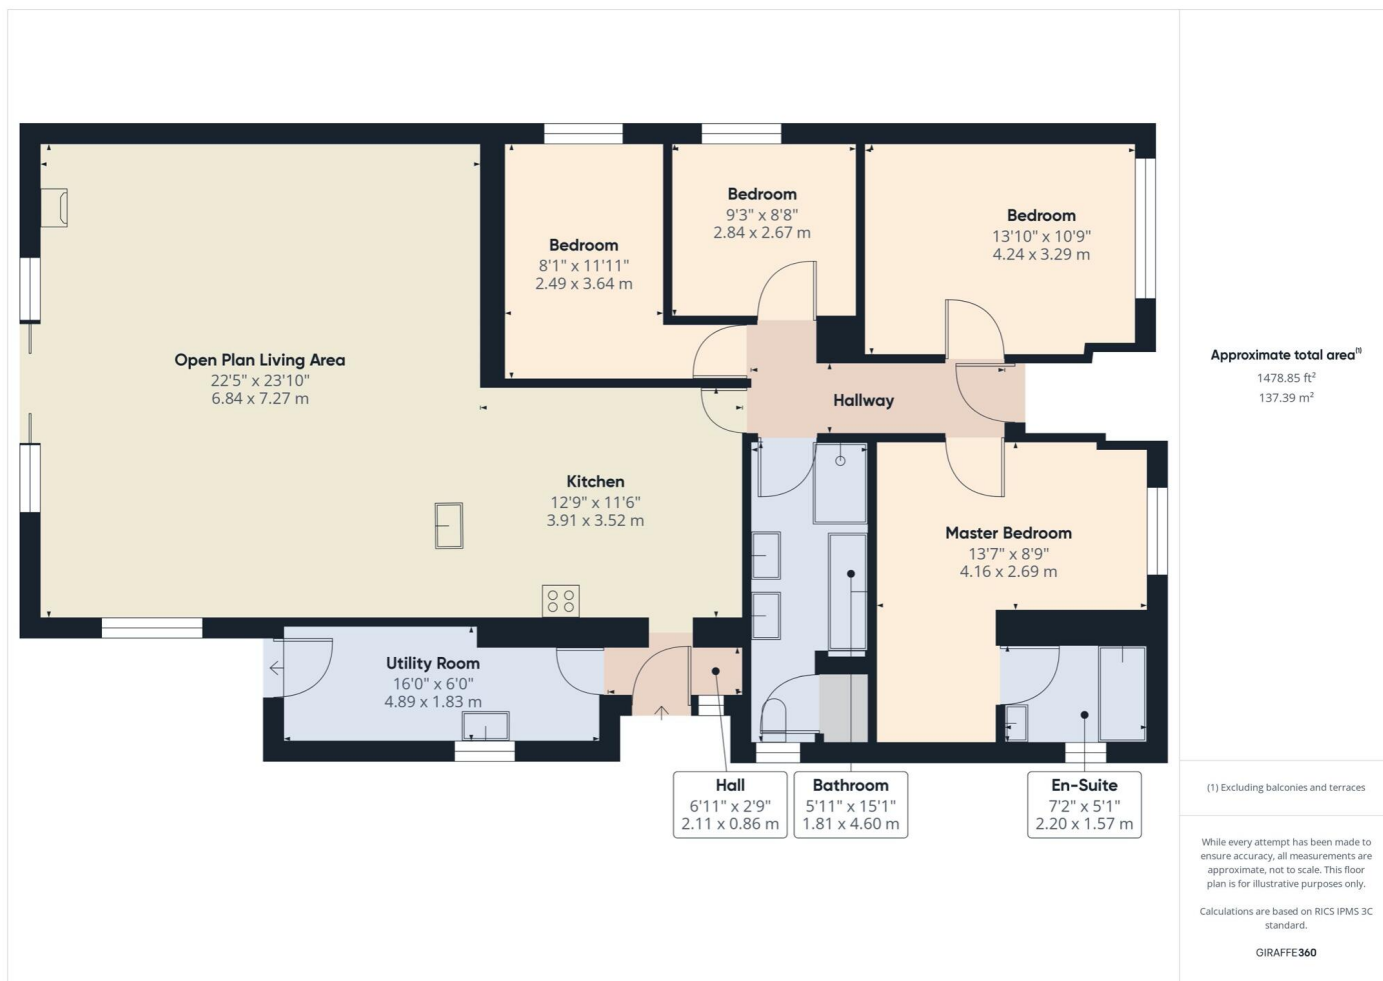 Open Plan Living Area
22'5" x 23'10"
6.84 x 7.27 m
Bedroom
8'1" x 11'11"
2.49 x 3.64 m
Bedroom
9'3" x 8'8"
2.84 x 2.67 m
Bedroom
13'10" x 10'9"
4.24 x 3.29 m
Hallway
Kitchen
12'9" x 11'6"
3.91 x 3.52 m
Master Bedroom
13'7" x 8'9"
4.16 x 2.69 m
Utility Room
16'0" x 6'0"
4.89 x 1.83 m
Hall
6'11" x 2'9"
2.11 x 0.86 m
Bathroom
5'11" x 15'1"
1.81 x 4.60 m
En-Suite
7'2" x 5'1"
2.20 x 1.57 m
Approximate total area⁽¹⁾
1478.85 ft²
137.39 m²
(1) Excluding balconies and terraces
While every attempt has been made to
ensure accuracy, all measurements are
approximate, not to scale. This floor
plan is for illustrative purposes only.
Calculations are based on RICS IPMS 3C
standard.
GIRAFFE360